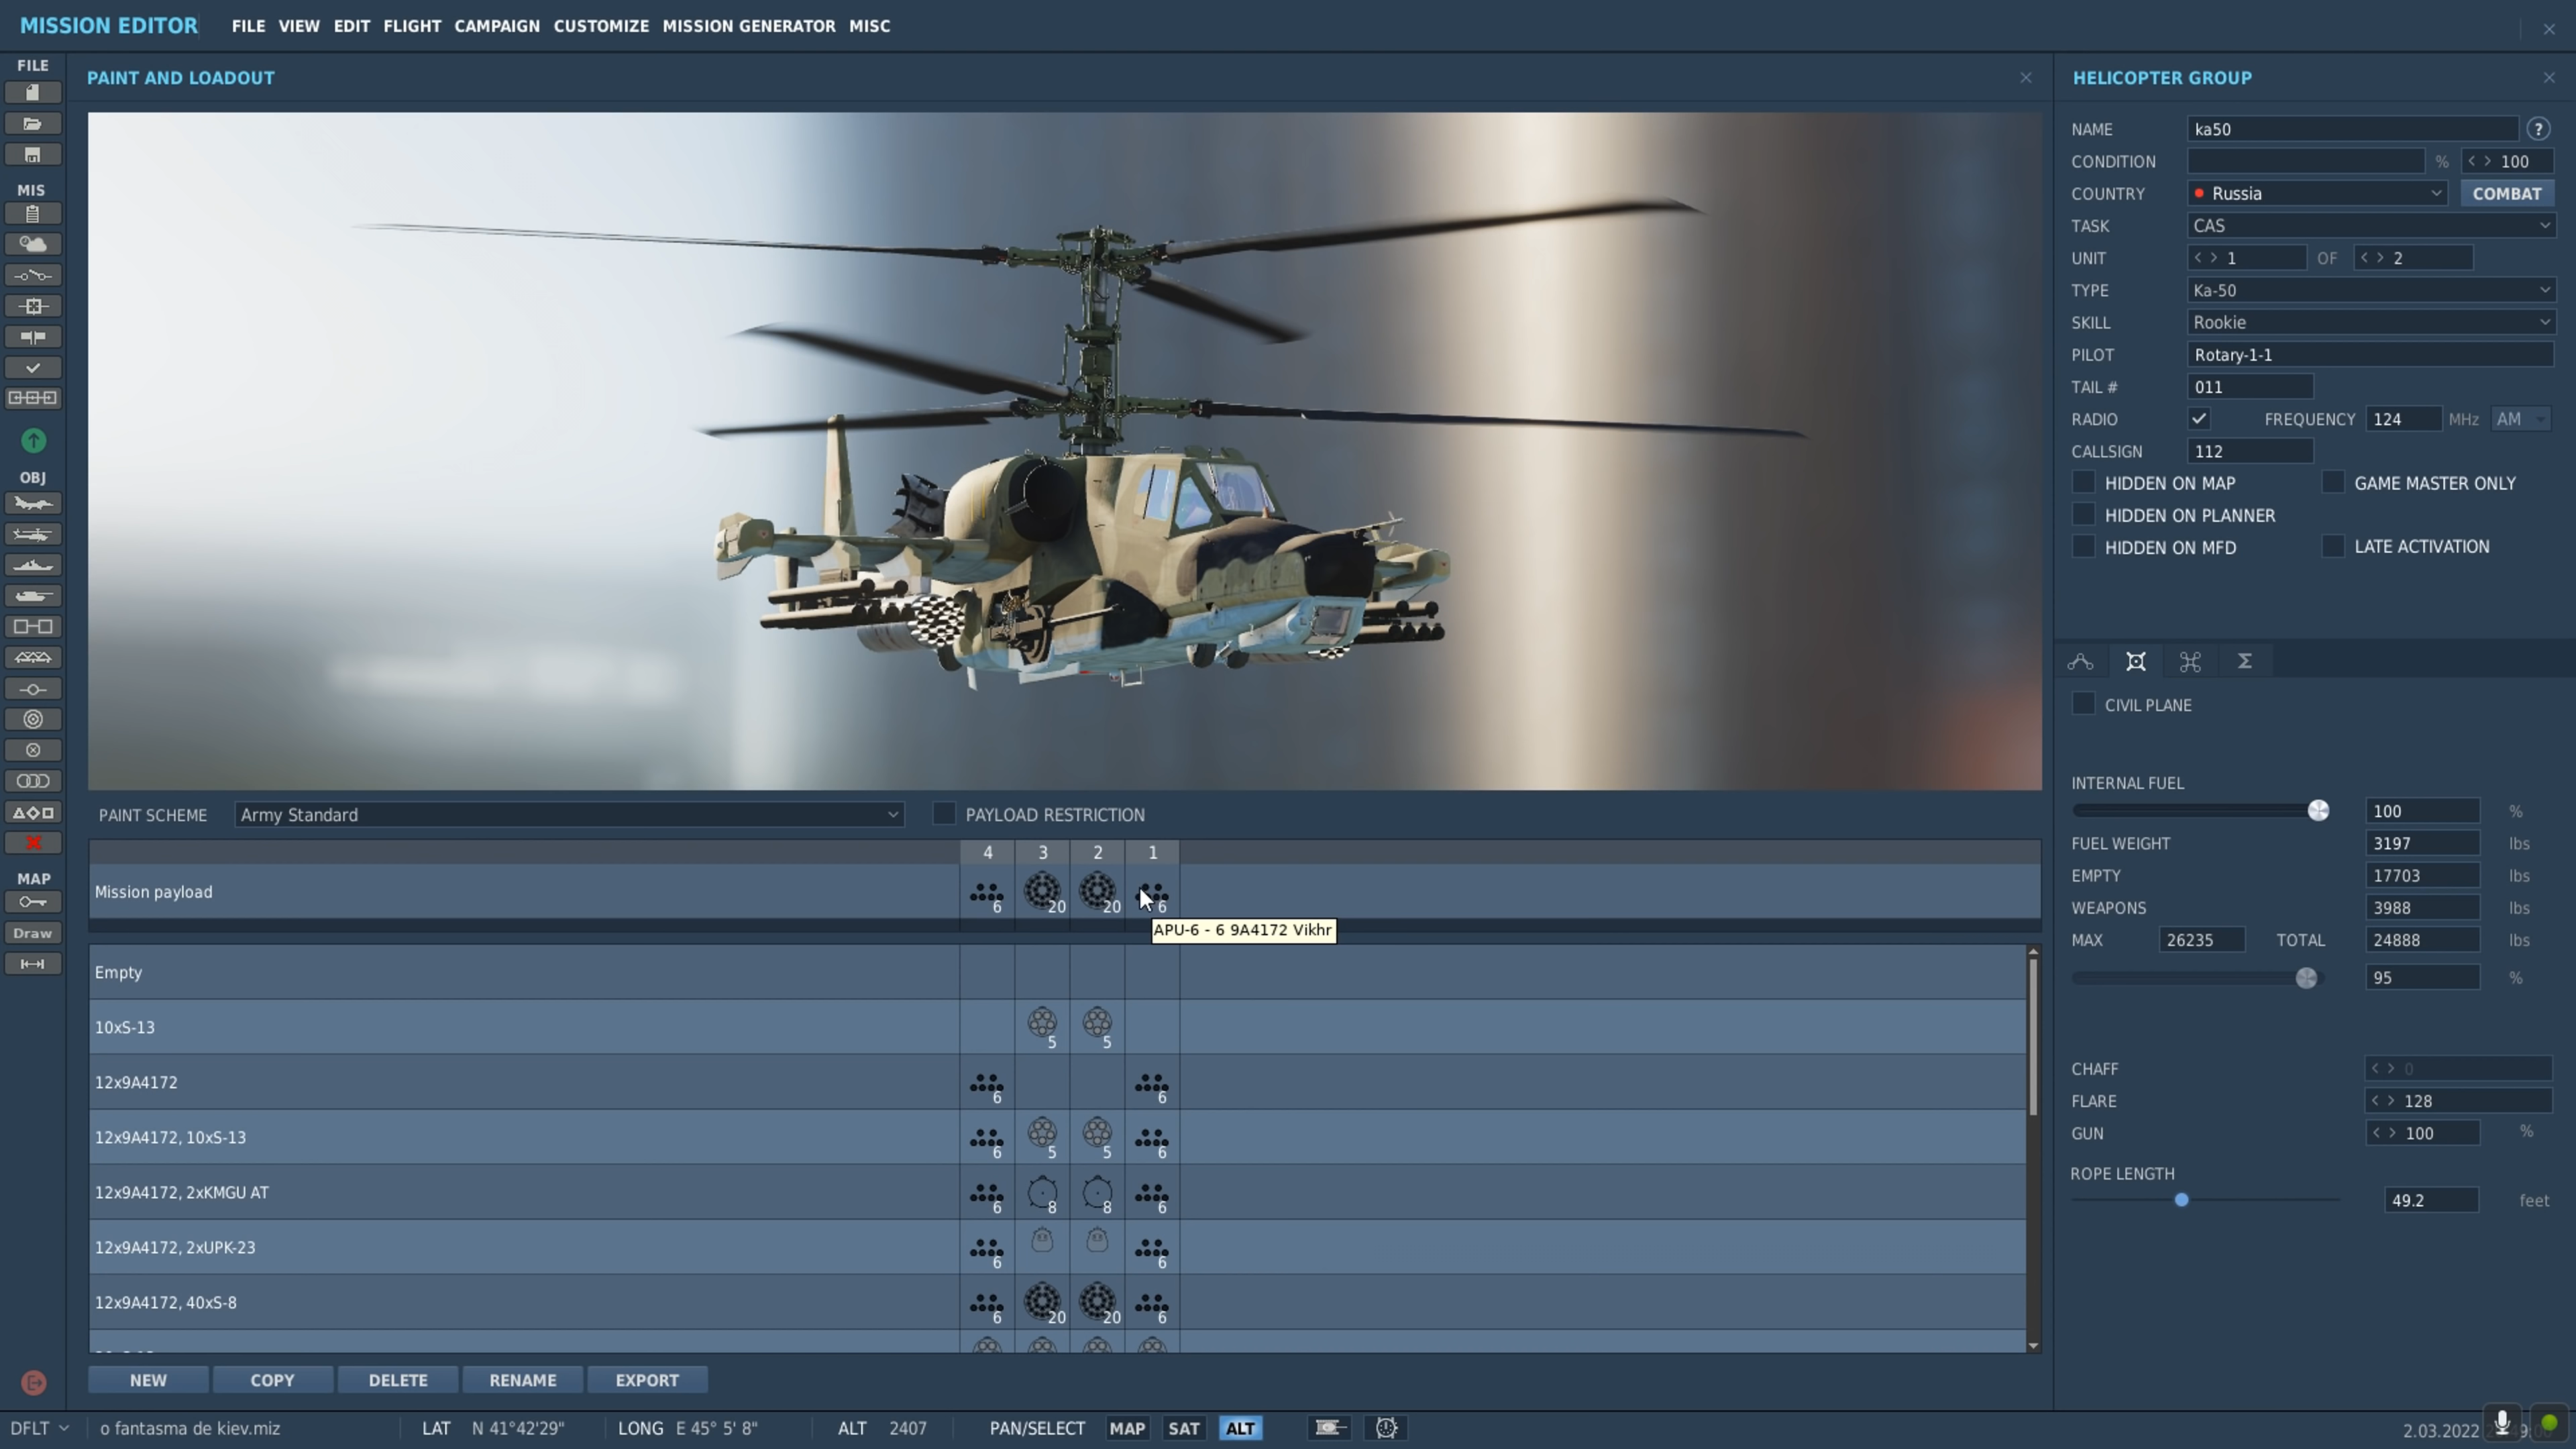 MISSION EDITOR FILE VIEW EDIT FLIGHT CAMPAIGN CUSTOMIZE MISSION GENERATOR MISC
FILE
MIS
OBJ
MAP
Draw
PAINT AND LOADOUT
PAINT SCHEME Army Standard PAYLOAD RESTRICTION
4 3 2 1
Mission payload 6 20 20 6
APU-6 - 6 9A4172 Vikhr
Empty
10xS-13 5 5
12x9A4172 6 6
12x9A4172, 10xS-13 6 5 5 6
12x9A4172, 2xKMGU AT 6 8 8 6
12x9A4172, 2xUPK-23 6 6
12x9A4172, 40xS-8 6 20 20 6
NEW COPY DELETE RENAME EXPORT
HELICOPTER GROUP
NAME ka50 ?
CONDITION % < > 100
COUNTRY Russia COMBAT
TASK CAS
UNIT < > 1 OF < > 2
TYPE Ka-50
SKILL Rookie
PILOT Rotary-1-1
TAIL # 011
RADIO FREQUENCY 124 MHz AM
CALLSIGN 112
HIDDEN ON MAP GAME MASTER ONLY
HIDDEN ON PLANNER
HIDDEN ON MFD LATE ACTIVATION
Σ
CIVIL PLANE
INTERNAL FUEL
100 %
FUEL WEIGHT 3197 lbs
EMPTY 17703 lbs
WEAPONS 3988 lbs
MAX 26235 TOTAL 24888 lbs
95 %
CHAFF < > 0
FLARE < > 128
GUN < > 100 %
ROPE LENGTH
49.2 feet
DFLT o fantasma de kiev.miz LAT N 41°42'29" LONG E 45° 5' 8" ALT 2407 PAN/SELECT MAP SAT ALT 2.03.2022